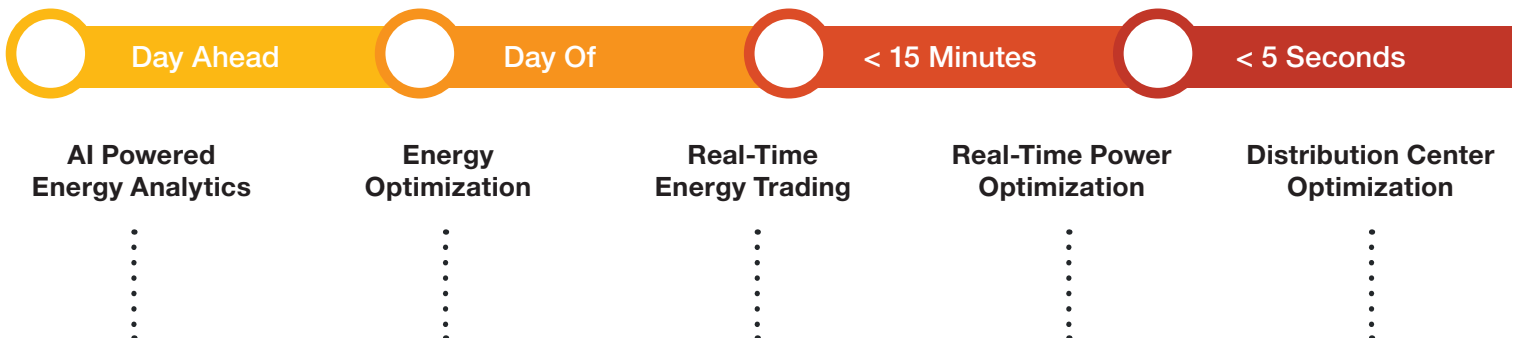 Day Ahead
Day Of
< 15 Minutes
< 5 Seconds
AI Powered
Energy Analytics
Energy
Optimization
Real-Time
Energy Trading
Real-Time Power
Optimization
Distribution Center
Optimization